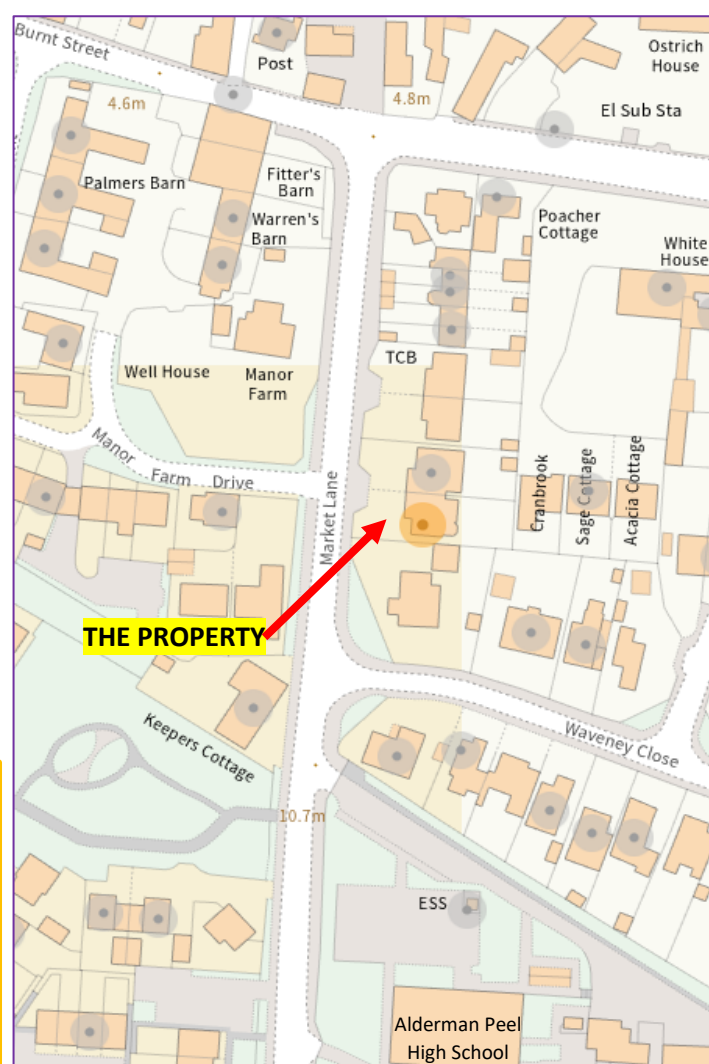 Burnt Street
Post
Ostrich
House
4.6m
4.8m
El Sub Sta
Palmers Barn
Fitter's
Barn
Warren's
Barn
Poacher
Cottage
White
House
TCB
Well House
Manor
Farm
Manor Farm Drive
Market Lane
Cranbrook
Sage Cottage
Acacia Cottage
THE PROPERTY
Keepers Cottage
Waveney Close
10.7m
ESS
Alderman Peel
High School